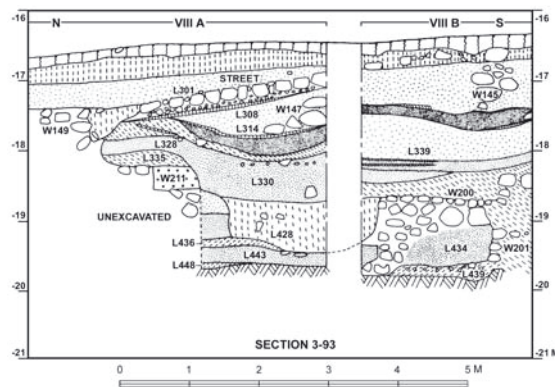 N VIII A VIII B S
-16 -16
STREET
L301
-17 L308 W147 W145 -17
W149 L314
-18 L328 L339 -18
L335
W211 L330
W200
-19 UNEXCAVATED -19
L428
L436 L434 W201
L443
L448 L439
-20 -20
-21 -21 M
SECTION 3-93
0 1 2 3 4 5 M